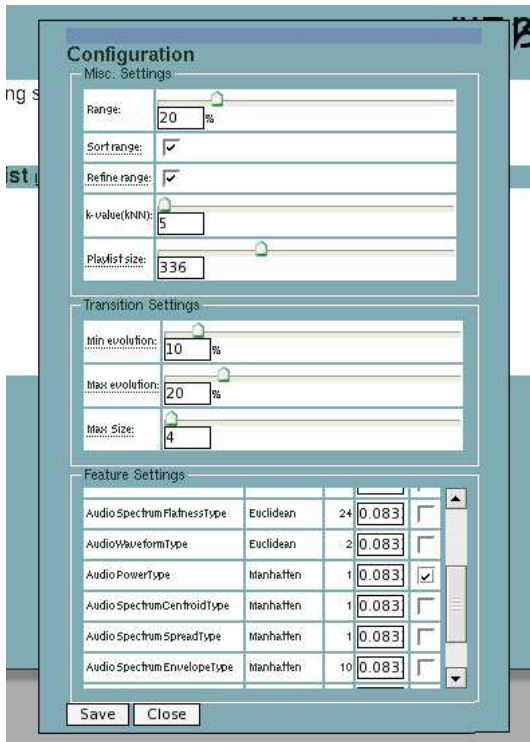 Configuration
Misc. Settings
ng s
Range:
20 %
Sort range:
ist
Refine range:
k-value(kNN):
5
Playlist size:
336
Transition Settings
Min evolution:
10 %
Max evolution:
20 %
Max Size:
4
Feature Settings
AudioSpectrumFlatnessType Euclidean 24 0.083
AudioWaveformType Euclidean 2 0.083
AudioPowerType Manhatten 1 0.083
AudioSpectrumCentroidType Manhatten 1 0.083
AudioSpectrumSpreadType Manhatten 1 0.083
AudioSpectrumEnvelopeType Manhatten 10 0.083
Save Close